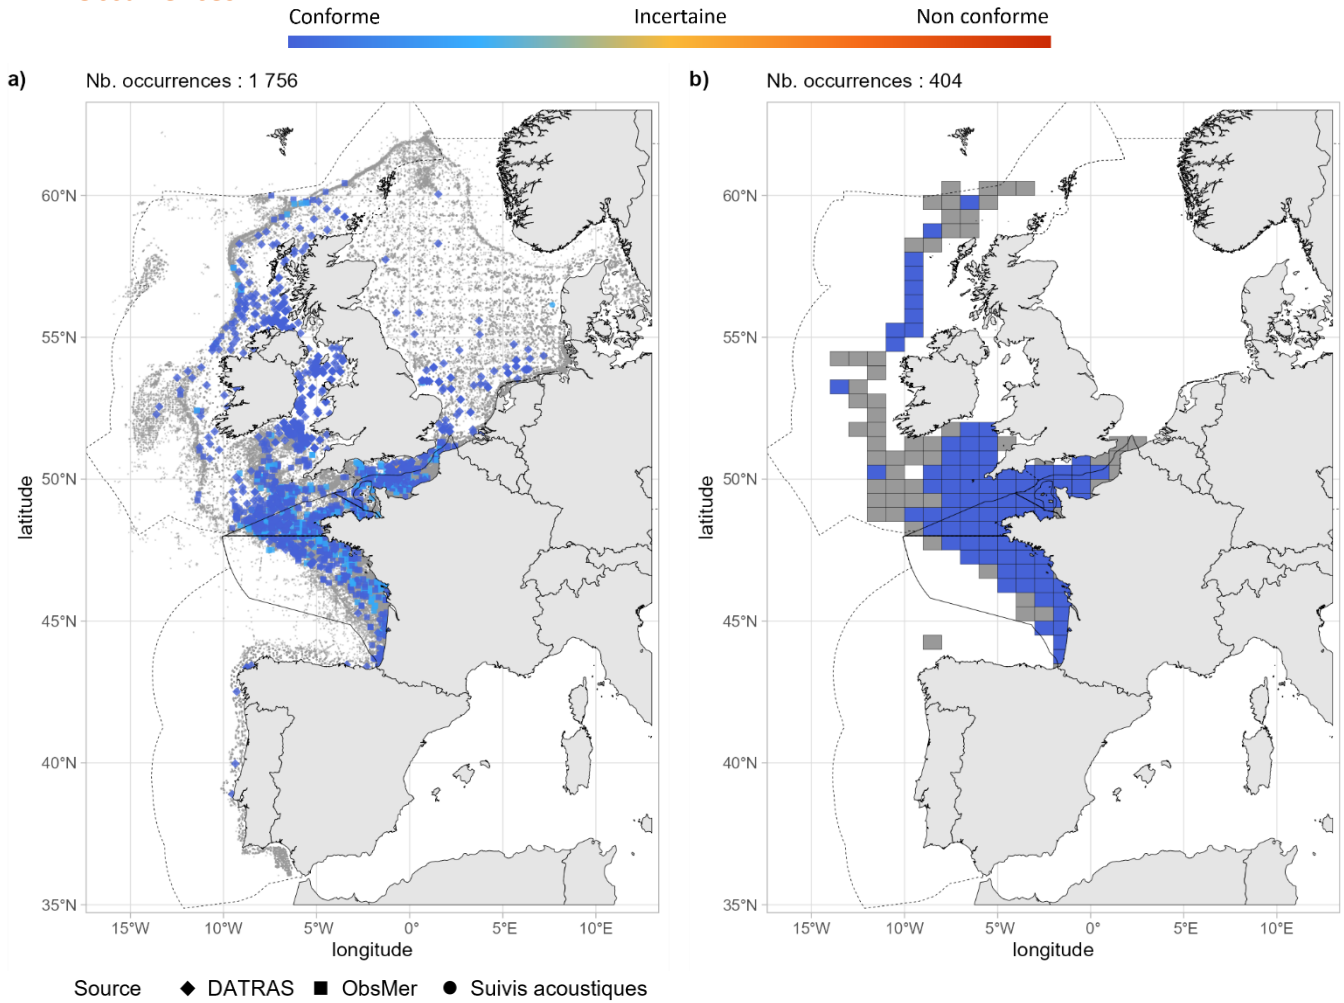 Conforme Incertaine Non conforme
a) Nb. occurrences : 1 756
b) Nb. occurrences : 404
60°N
55°N
50°N
45°N
40°N
35°N
latitude
15°W 10°W 5°W 0° 5°E 10°E
longitude
60°N
55°N
50°N
45°N
40°N
35°N
latitude
15°W 10°W 5°W 0° 5°E 10°E
longitude
Source DATRAS ObsMer Suivis acoustiques